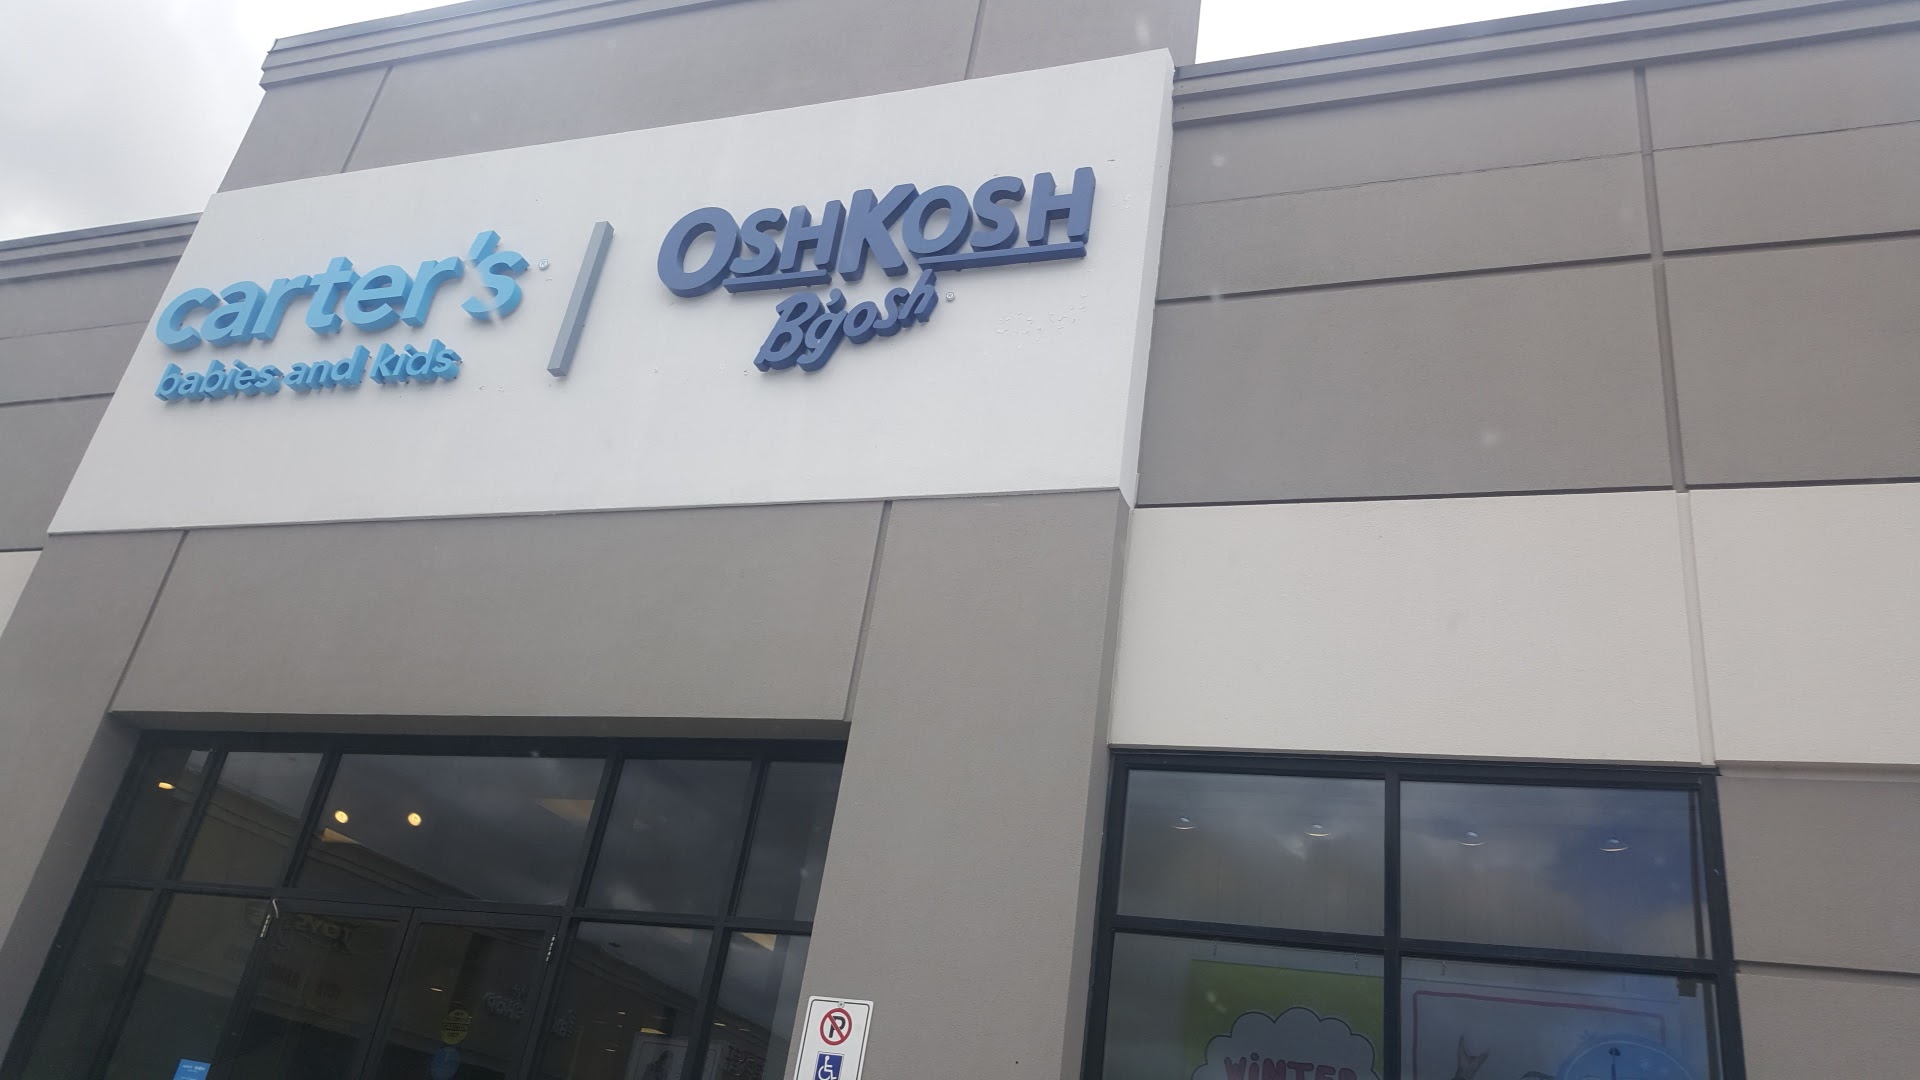 carter's
babies and kids
OSHKOSH
B'gosh
P
WiNTER